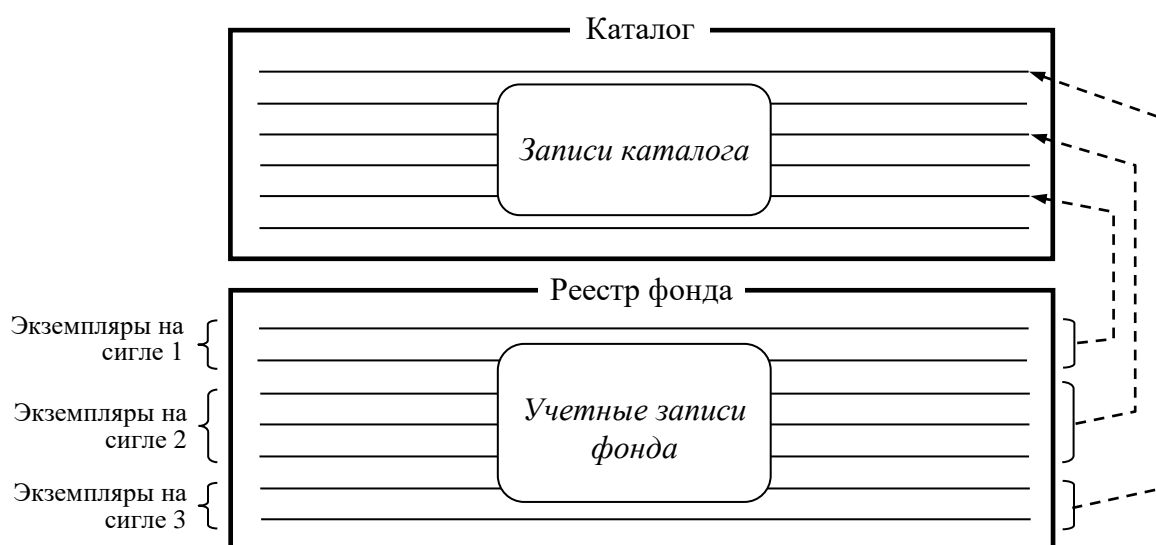 Каталог
Записи каталога
Реестр фонда
Экземпляры на
сигле 1
Учетные записи
фонда
Экземпляры на
сигле 2
Экземпляры на
сигле 3